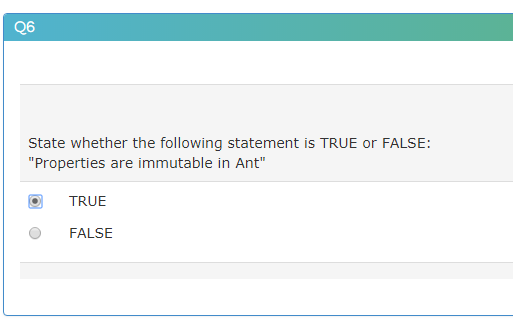 Q6
State whether the following statement is TRUE or FALSE:
"Properties are immutable in Ant"
TRUE
FALSE